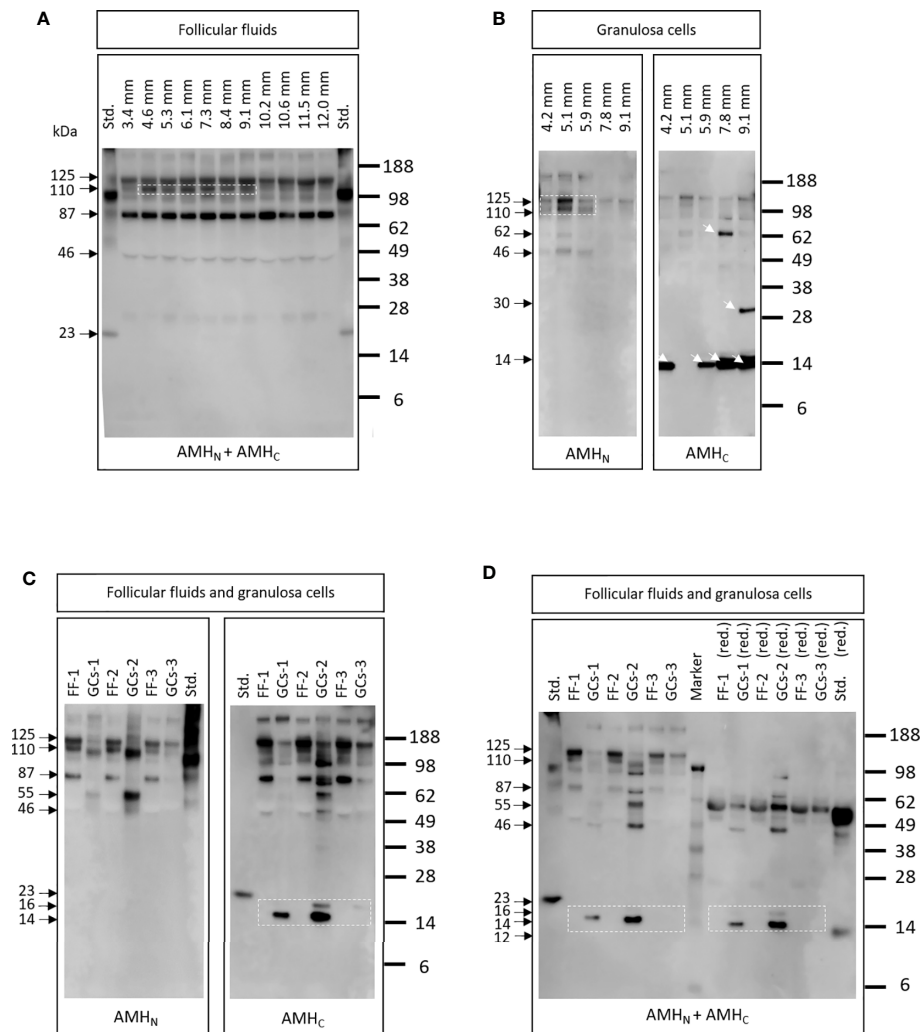 A
Follicular fluids
kDa
Std. 3.4 mm 4.6 mm 5.3 mm 6.1 mm 7.3 mm 8.4 mm 9.1 mm 10.2 mm 10.6 mm 11.5 mm 12.0 mm Std.
125
110
87
46
23
188
98
62
49
38
28
14
6
AMHN + AMHC
B
Granulosa cells
4.2 mm 5.1 mm 5.9 mm 7.8 mm 9.1 mm
4.2 mm 5.1 mm 5.9 mm 7.8 mm 9.1 mm
125
110
62
46
30
14
188
98
62
49
38
28
14
6
AMHN
AMHC
C
Follicular fluids and granulosa cells
FF-1 GCs-1 FF-2 GCs-2 FF-3 GCs-3 Std.
Std. FF-1 GCs-1 FF-2 GCs-2 FF-3 GCs-3
125
110
87
55
46
23
16
14
188
98
62
49
38
28
14
6
AMHN
AMHC
D
Follicular fluids and granulosa cells
Std. FF-1 GCs-1 FF-2 GCs-2 FF-3 GCs-3 Marker FF-1 (red.) GCs-1 (red.) FF-2 (red.) GCs-2 (red.) FF-3 (red.) GCs-3 (red.) Std. (red.)
125
110
87
55
46
23
16
14
12
188
98
62
49
38
28
14
6
AMHN + AMHC